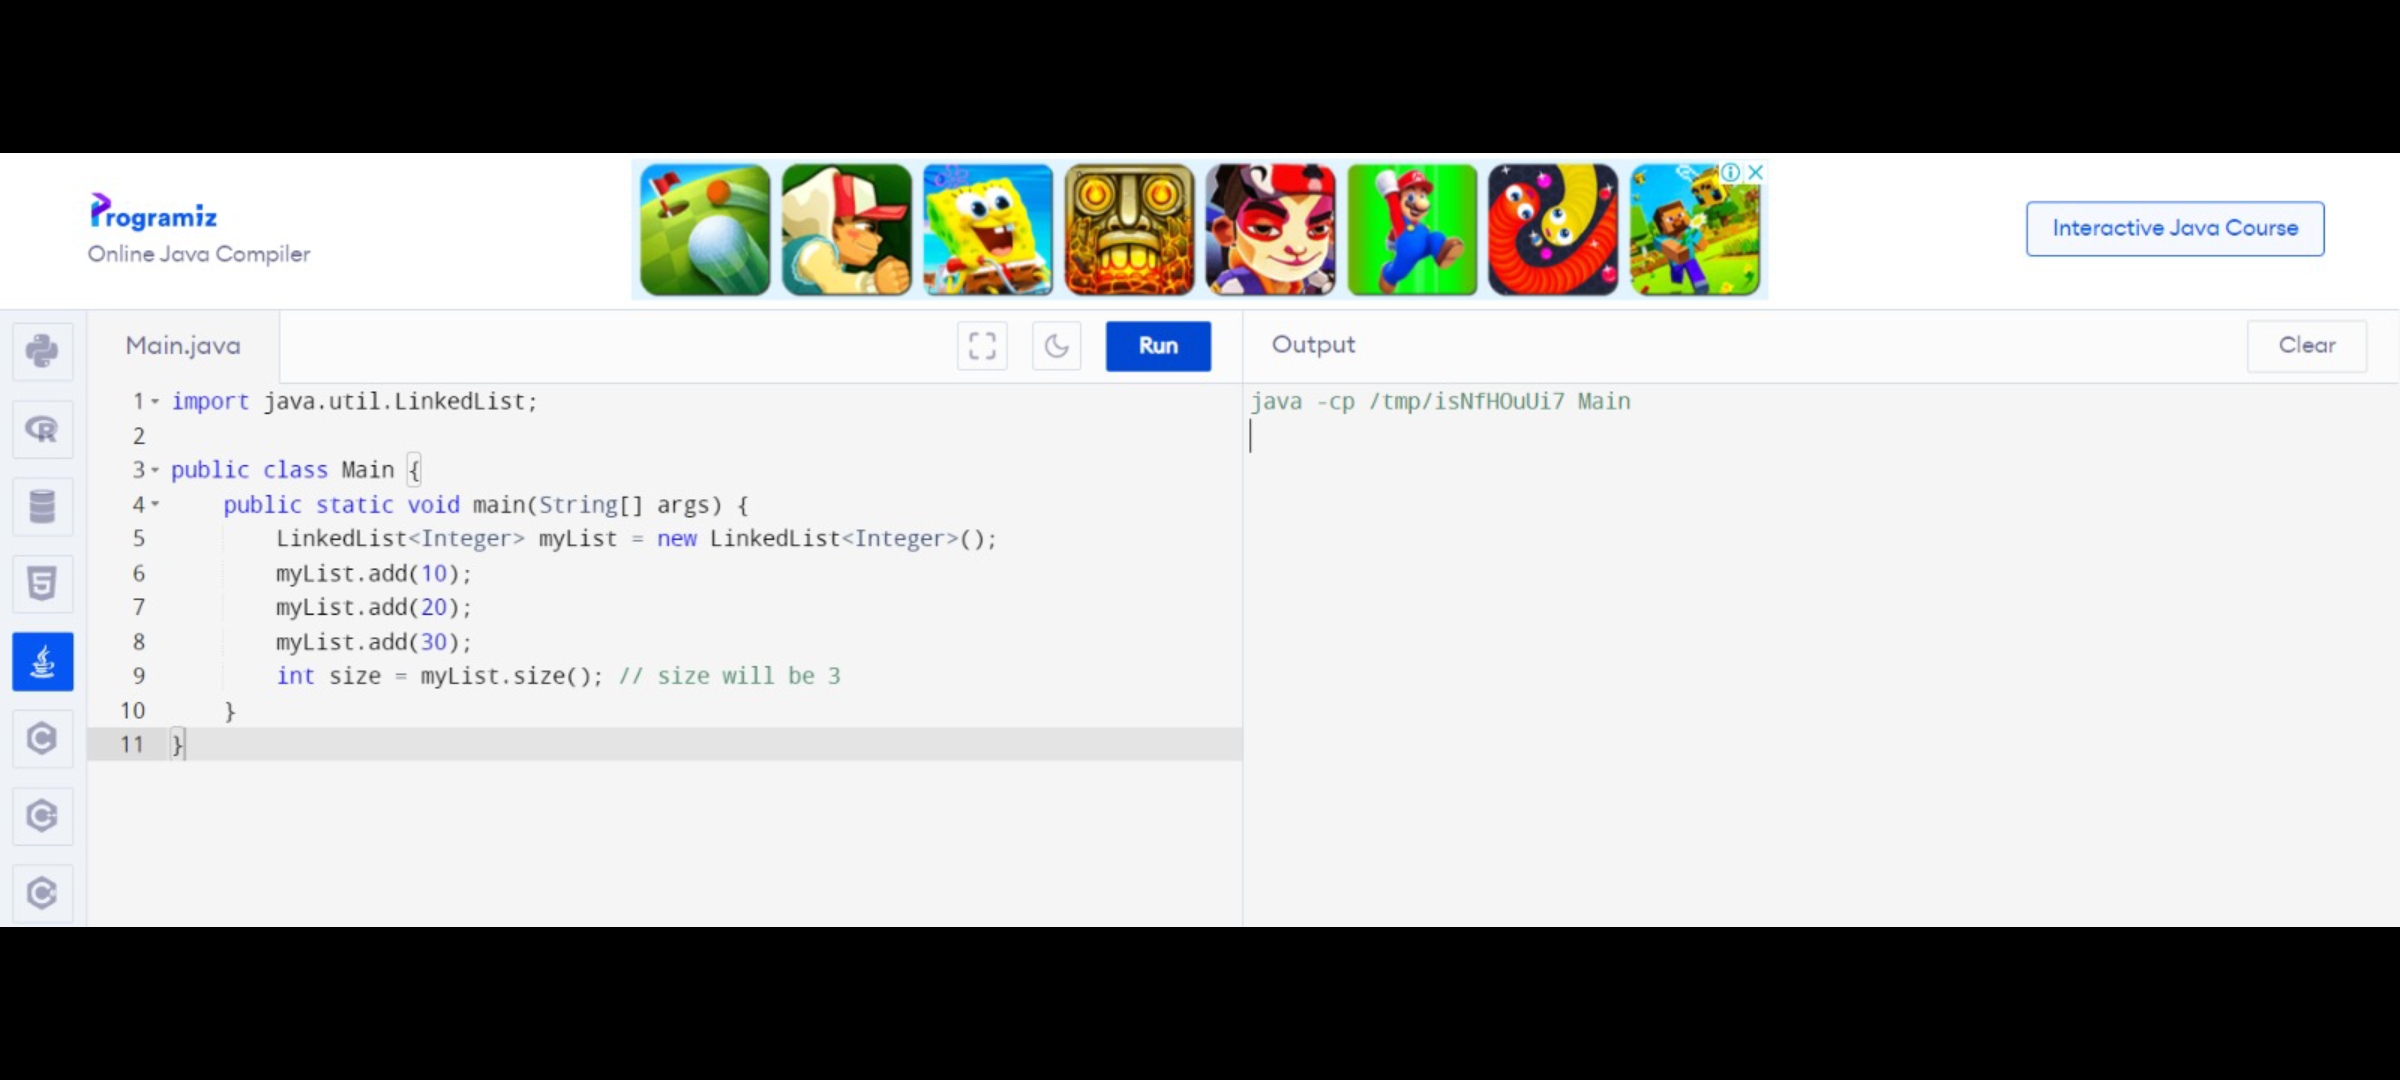 Programiz
Online Java Compiler
Interactive Java Course
Main.java
Run
Output
Clear
1 import java.util.LinkedList;
2
3 public class Main {
4 public static void main(String[] args) {
5 LinkedList<Integer> myList = new LinkedList<Integer>();
6 myList.add(10);
7 myList.add(20);
8 myList.add(30);
9 int size = myList.size(); // size will be 3
10 }
11 }
java -cp /tmp/isNfHOuUi7 Main